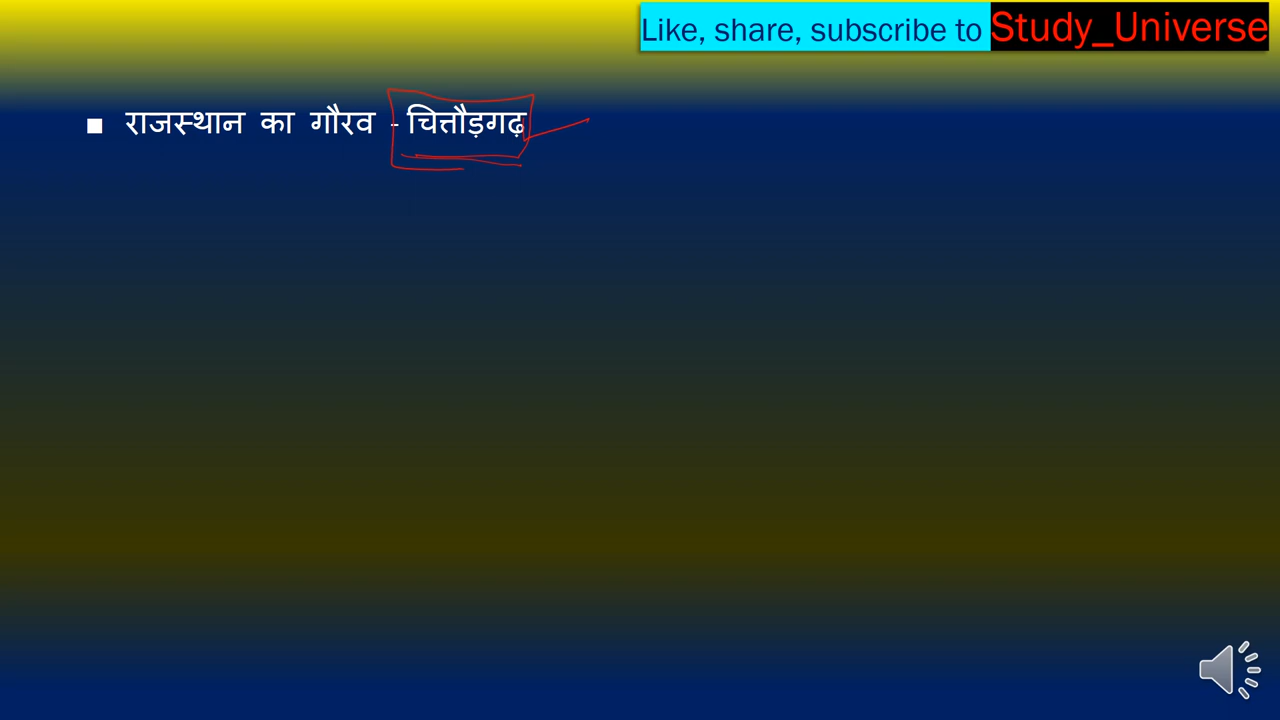 Like, share, subscribe to Study_Universe
▪ राजस्थान का गौरव - चित्तौड़गढ़